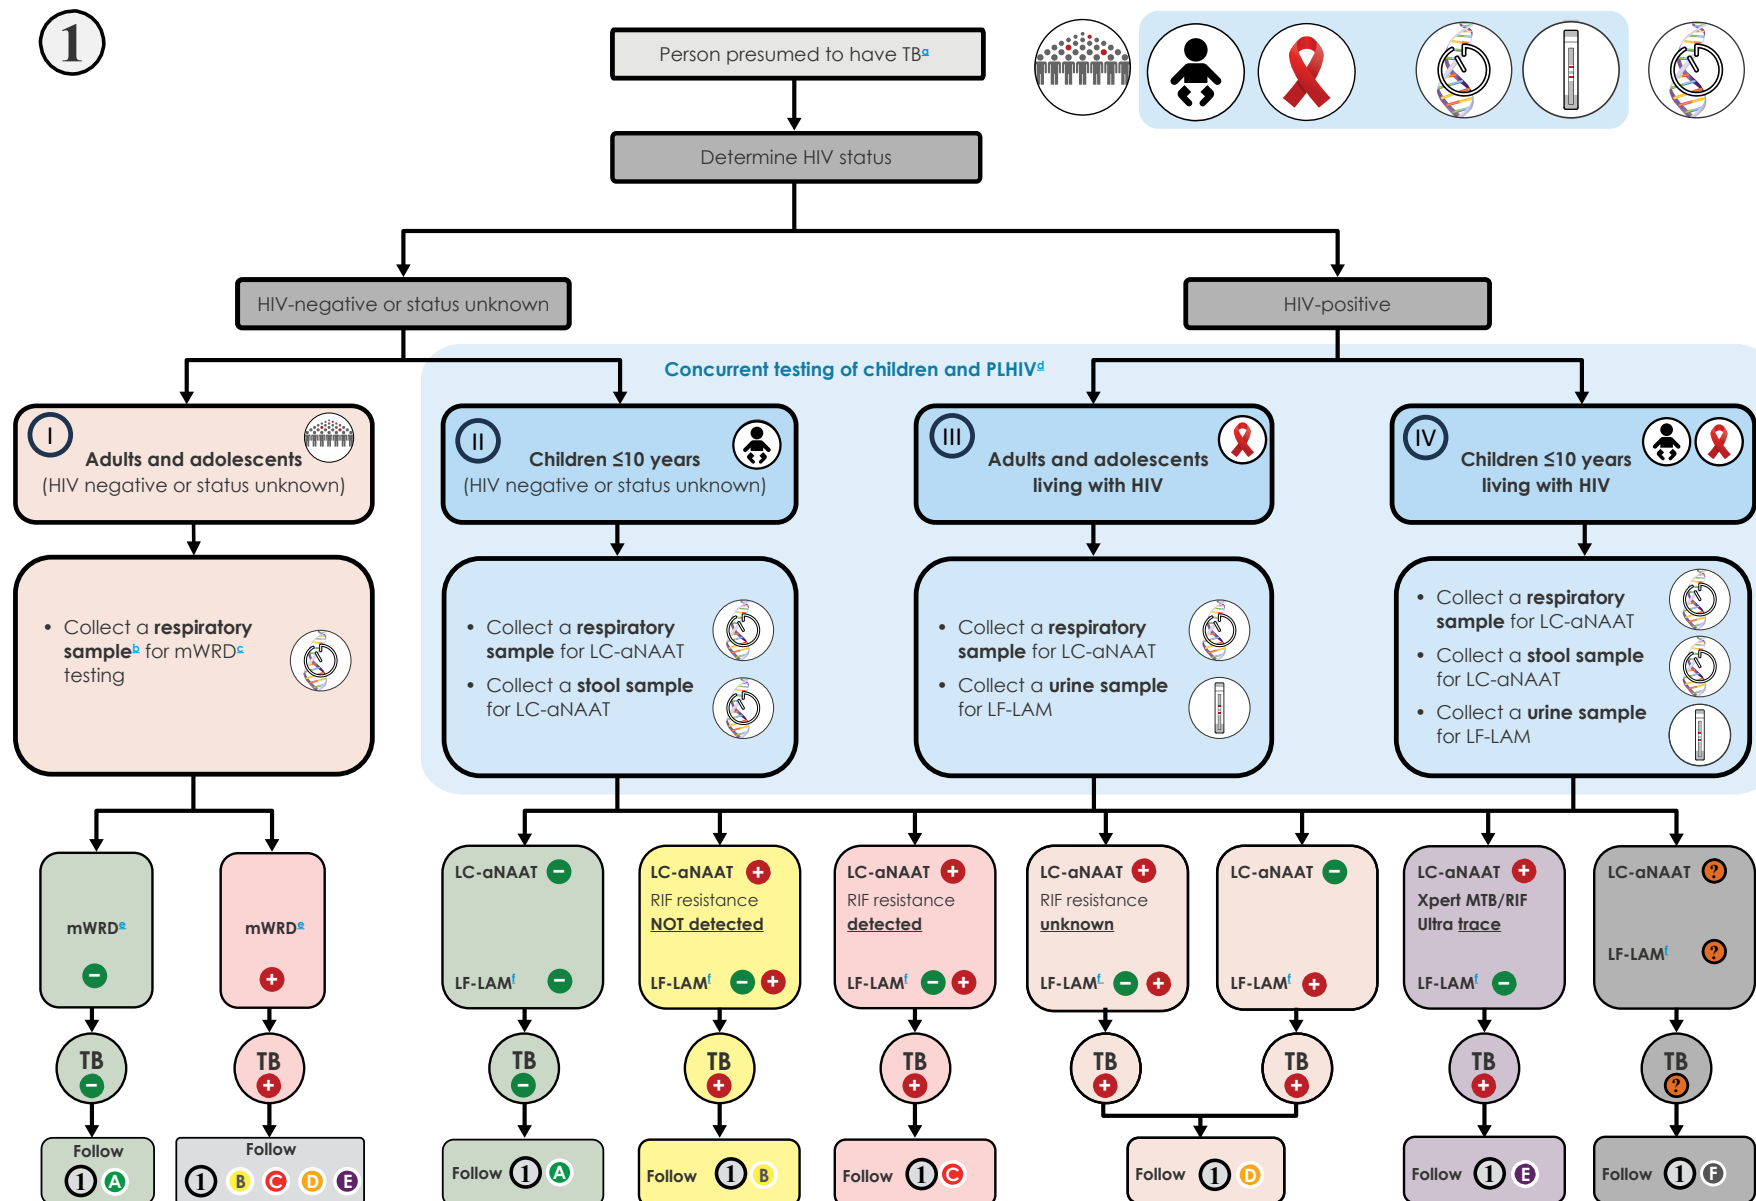 1
Person presumed to have TBa
Determine HIV status
HIV-negative or status unknown
HIV-positive
Concurrent testing of children and PLHIVd
I
Adults and adolescents
(HIV negative or status unknown)
II
Children ≤10 years
(HIV negative or status unknown)
III
Adults and adolescents
living with HIV
IV
Children ≤10 years
living with HIV
• Collect a respiratory
sampleb for mWRDc
testing
• Collect a respiratory
sample for LC-aNAAT
• Collect a stool sample
for LC-aNAAT
• Collect a respiratory
sample for LC-aNAAT
• Collect a urine sample
for LF-LAM
• Collect a respiratory
sample for LC-aNAAT
• Collect a stool sample
for LC-aNAAT
• Collect a urine sample
for LF-LAM
mWRDe
−
mWRDe
+
LC-aNAAT −
LF-LAMf −
LC-aNAAT +
RIF resistance
NOT detected
LF-LAMf − +
LC-aNAAT +
RIF resistance
detected
LF-LAMf − +
LC-aNAAT +
RIF resistance
unknown
LF-LAMf − +
LC-aNAAT −
LF-LAMf +
LC-aNAAT +
Xpert MTB/RIF
Ultra trace
LF-LAMf −
LC-aNAAT ?
LF-LAMf ?
TB
−
TB
+
TB
−
TB
+
TB
+
TB
+
TB
+
TB
+
TB
?
Follow
1 A
Follow
1 B C D E
Follow 1 A
Follow 1 B
Follow 1 C
Follow 1 D
Follow 1 E
Follow 1 F